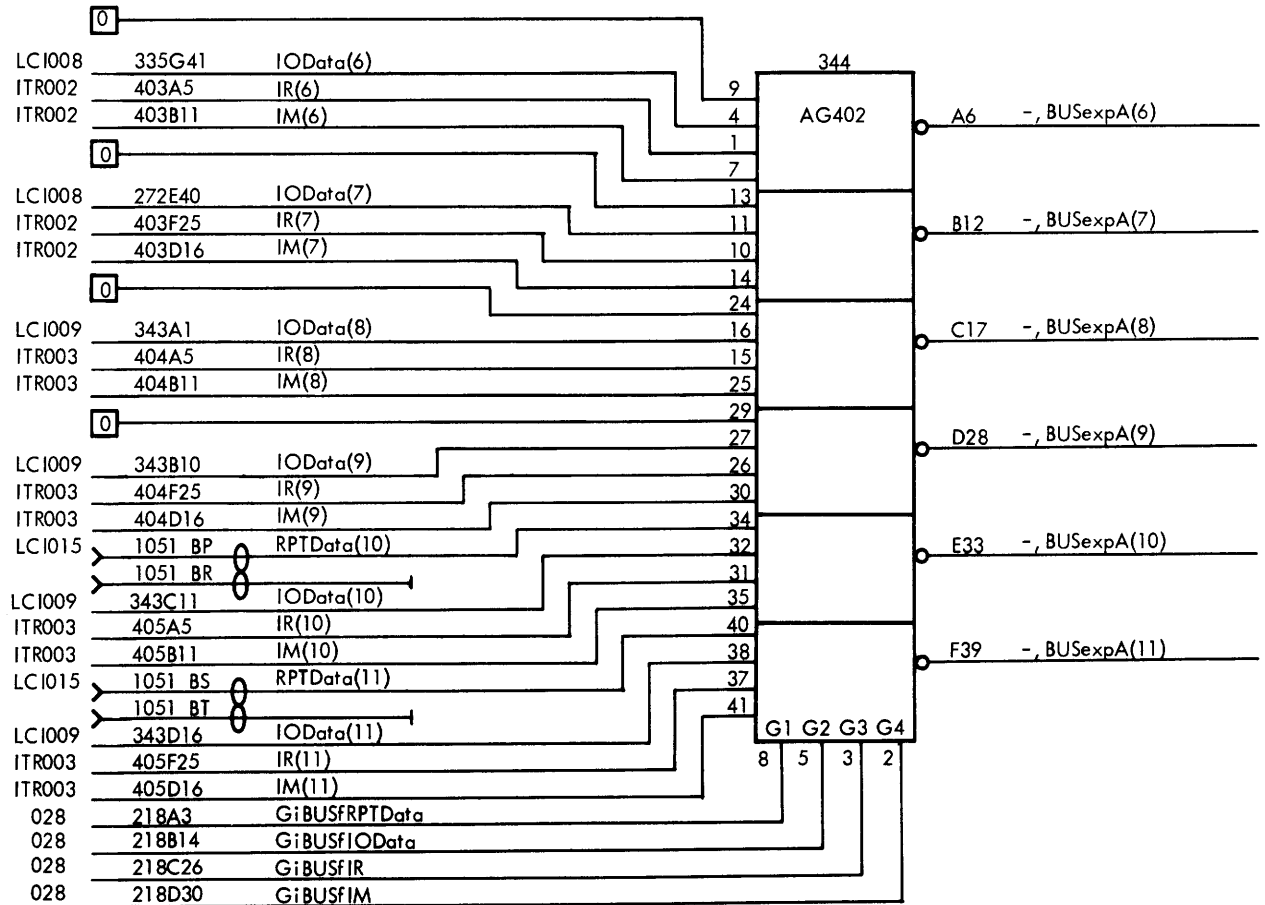 0
344
LCI008 335G41 IOData(6) 9
ITR002 403A5 IR(6) 4 AG402 A6 -, BUSexpA(6)
ITR002 403B11 IM(6) 1
0 7
13
LCI008 272E40 IOData(7) 11 B12 -, BUSexpA(7)
ITR002 403F25 IR(7) 10
ITR002 403D16 IM(7) 14
0 24
LCI009 343A1 IOData(8) 16 C17 -, BUSexpA(8)
ITR003 404A5 IR(8) 15
ITR003 404B11 IM(8) 25
0 29
27 D28 -, BUSexpA(9)
LCI009 343B10 IOData(9) 26
ITR003 404F25 IR(9) 30
ITR003 404D16 IM(9) 34
LCI015 1051 BP RPTData(10) 32 E33 -, BUSexpA(10)
1051 BR 31
LCI009 343C11 IOData(10) 35
ITR003 405A5 IR(10) 40
ITR003 405B11 IM(10) 38 F39 -, BUSexpA(11)
LCI015 1051 BS RPTData(11) 37
1051 BT 41
LCI009 343D16 IOData(11) G1 G2 G3 G4
ITR003 405F25 IR(11) 8 5 3 2
ITR003 405D16 IM(11)
028 218A3 GiBUSfRPTData
028 218B14 GiBUSfIOData
028 218C26 GiBUSfIR
028 218D30 GiBUSfIM